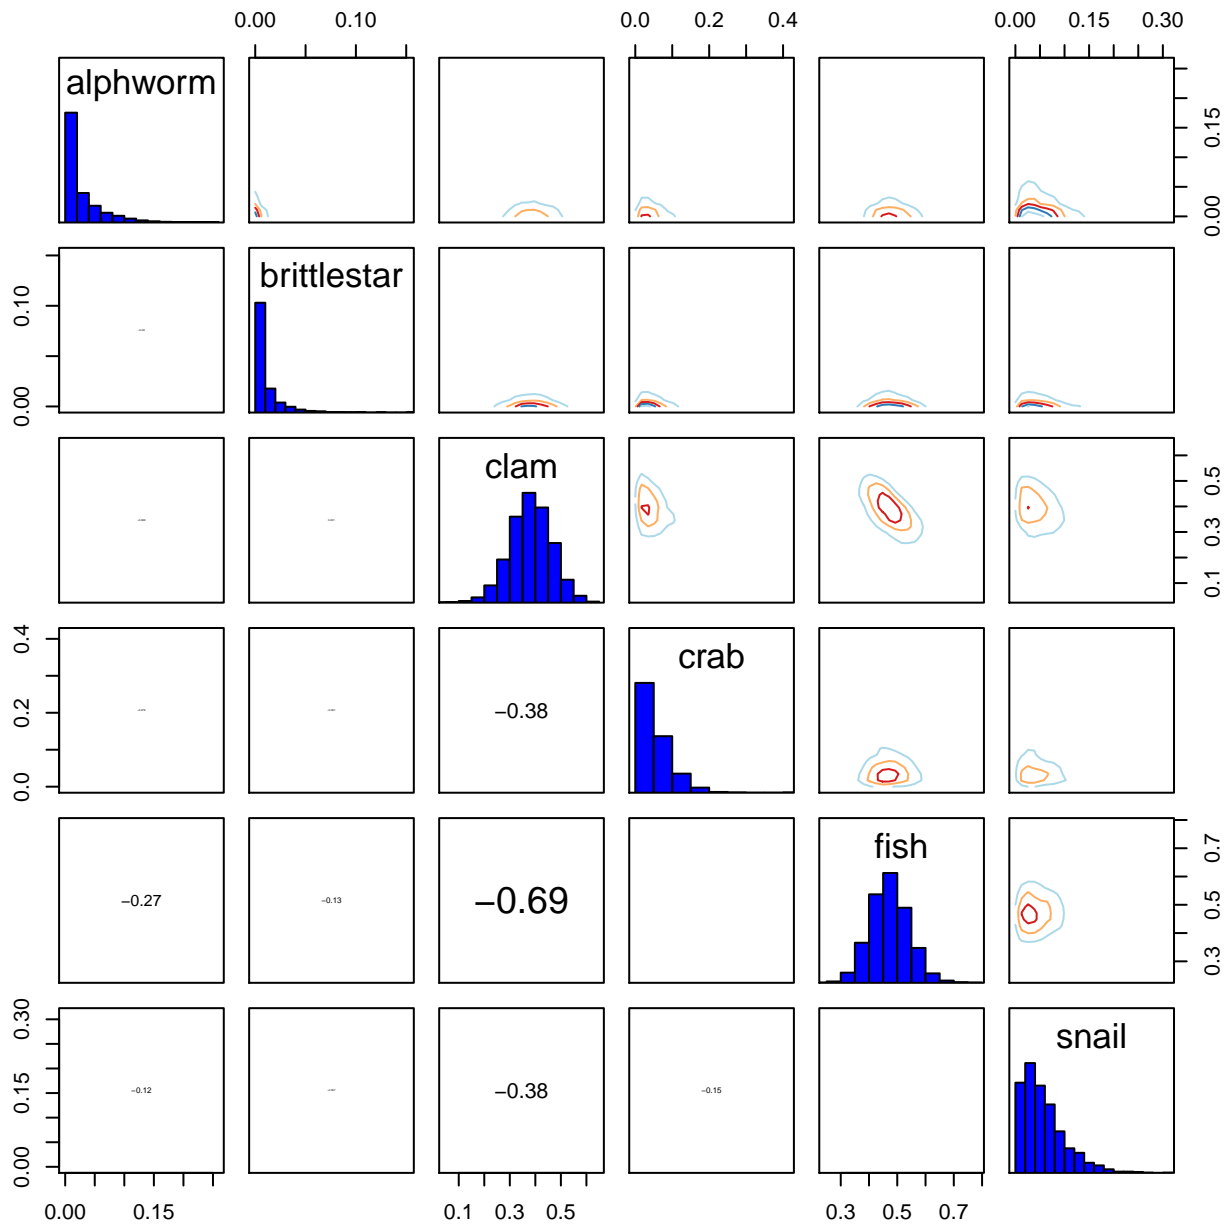 0.00 0.10 0.0 0.2 0.4 0.00 0.15 0.30
alphworm
0.00 0.15
brittlestar
0.00 0.10
clam
0.1 0.3 0.5
−0.38
crab
0.0 0.2 0.4
−0.27 −0.13 −0.69
fish
0.3 0.5 0.7
−0.12 −0.38 −0.15
snail
0.00 0.15 0.30
0.00 0.15 0.1 0.3 0.5 0.3 0.5 0.7